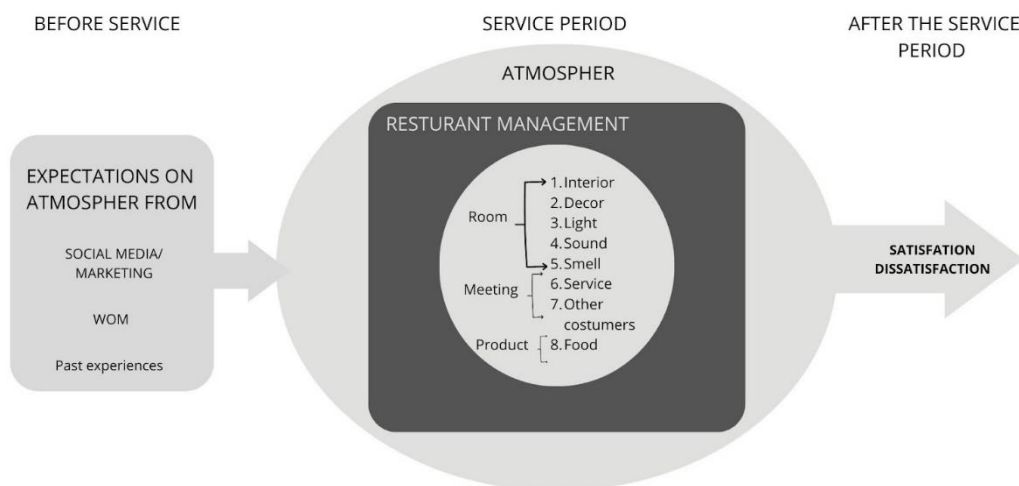 BEFORE SERVICE
EXPECTATIONS ON
ATMOSPHER FROM
SOCIAL MEDIA/
MARKETING
WOM
Past experiences
SERVICE PERIOD
ATMOSPHER
RESTURANT MANAGEMENT
Room
1. Interior
2. Decor
3. Light
4. Sound
5. Smell
Meeting
6. Service
7. Other
costumers
Product
8. Food
AFTER THE SERVICE
PERIOD
SATISFATION
DISSATISFACTION